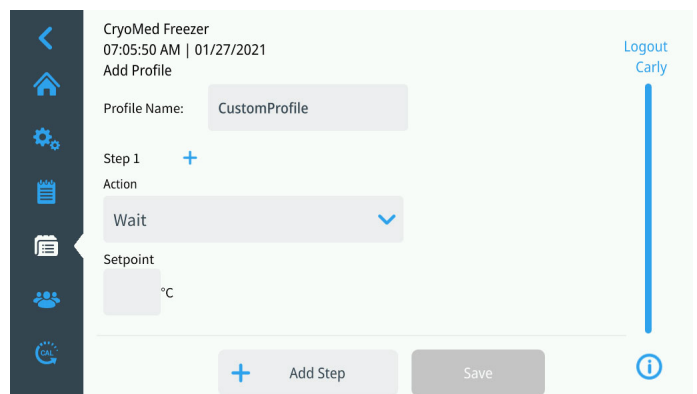 CryoMed Freezer
07:05:50 AM | 01/27/2021
Add Profile
Logout
Carly
Profile Name: CustomProfile
Step 1 +
Action
Wait
Setpoint
°C
CAL
+ Add Step
Save